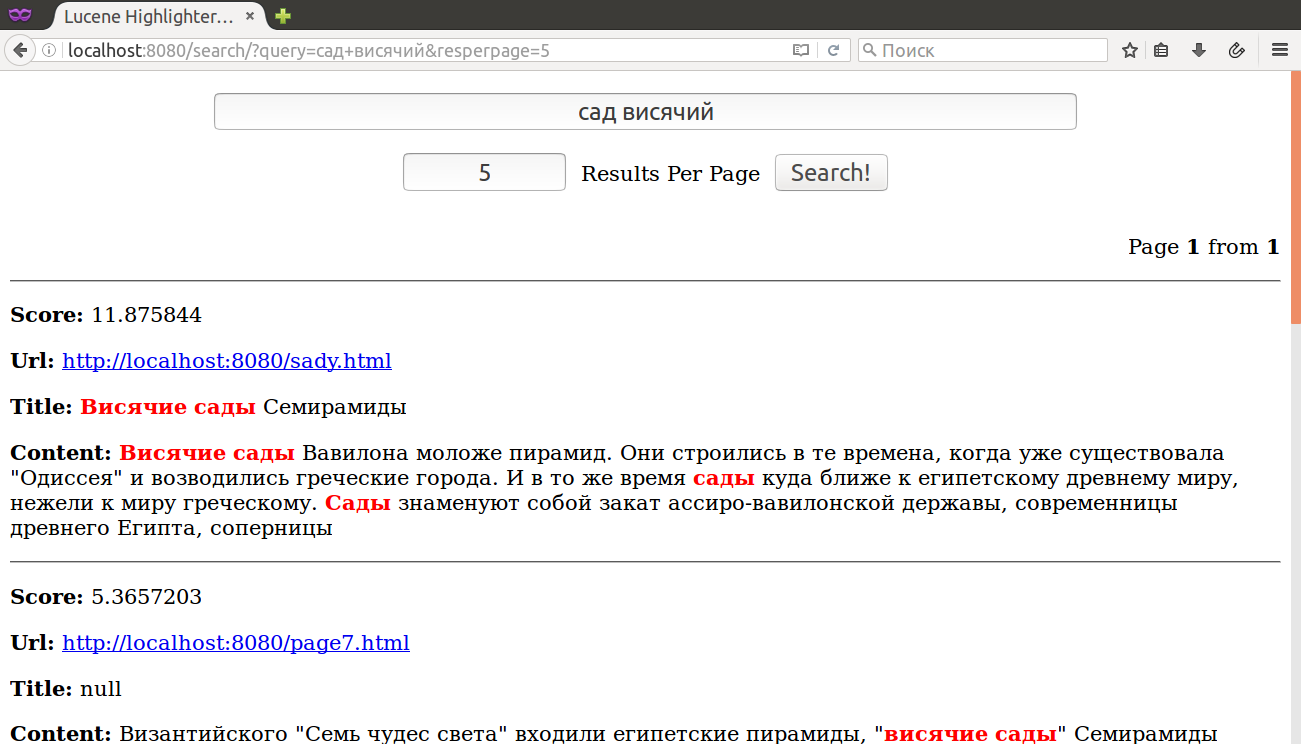 Lucene Highlighter...
localhost:8080/search/?query=сад+висячий&resperpage=5
Поиск
сад висячий
5 Results Per Page Search!
Page 1 from 1
Score: 11.875844
Url: http://localhost:8080/sady.html
Title: Висячие сады Семирамиды
Content: Висячие сады Вавилона моложе пирамид. Они строились в те времена, когда уже существовала
"Одиссея" и возводились греческие города. И в то же время сады куда ближе к египетскому древнему миру,
нежели к миру греческому. Сады знаменуют собой закат ассиро-вавилонской державы, современницы
древнего Египта, соперницы
Score: 5.3657203
Url: http://localhost:8080/page7.html
Title: null
Content: Византийского "Семь чудес света" входили египетские пирамиды, "висячие сады" Семирамиды